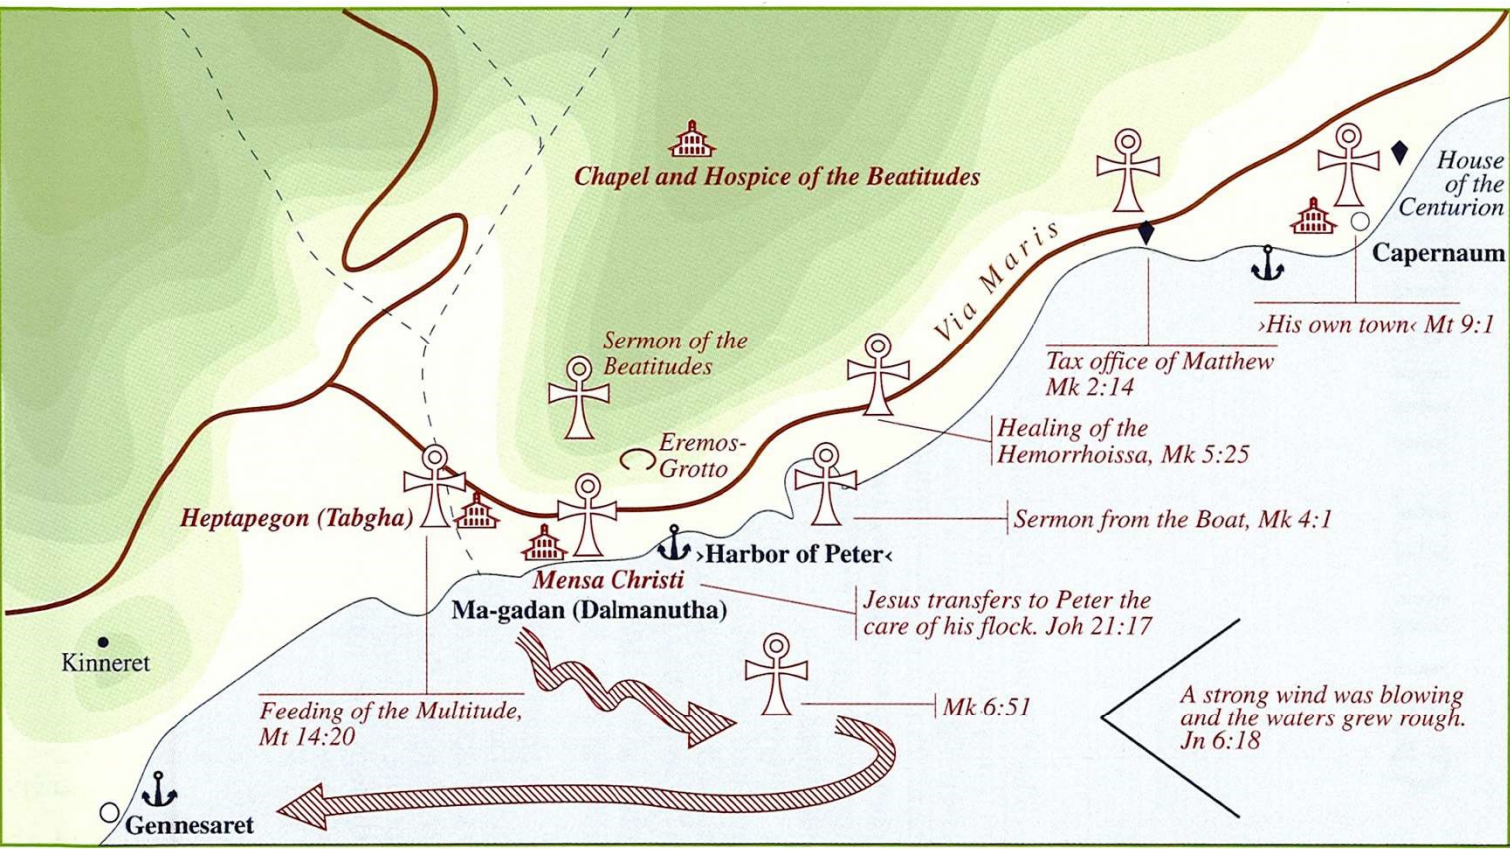 Chapel and Hospice of the Beatitudes
House
of the
Centurion
Capernaum
Via Maris
›His own town‹ Mt 9:1
Tax office of Matthew
Mk 2:14
Sermon of the
Beatitudes
Healing of the
Hemorrhoissa, Mk 5:25
Eremos-
Grotto
Heptapegon (Tabgha)
Sermon from the Boat, Mk 4:1
›Harbor of Peter‹
Mensa Christi
Ma-gadan (Dalmanutha)
Jesus transfers to Peter the
care of his flock. Joh 21:17
Kinneret
Feeding of the Multitude,
Mt 14:20
Mk 6:51
A strong wind was blowing
and the waters grew rough.
Jn 6:18
Gennesaret